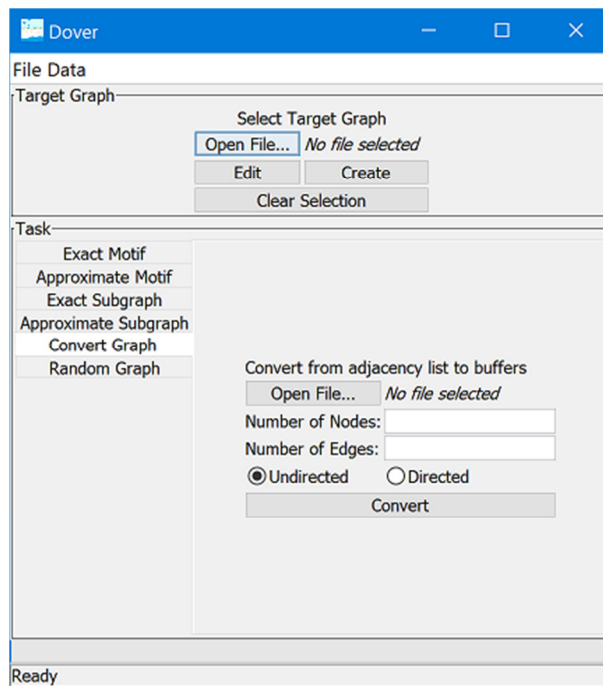 Dover
File Data
Target Graph
Select Target Graph
Open File... No file selected
Edit Create
Clear Selection
Task
Exact Motif
Approximate Motif
Exact Subgraph
Approximate Subgraph
Convert Graph
Random Graph
Convert from adjacency list to buffers
Open File... No file selected
Number of Nodes:
Number of Edges:
Undirected Directed
Convert
Ready